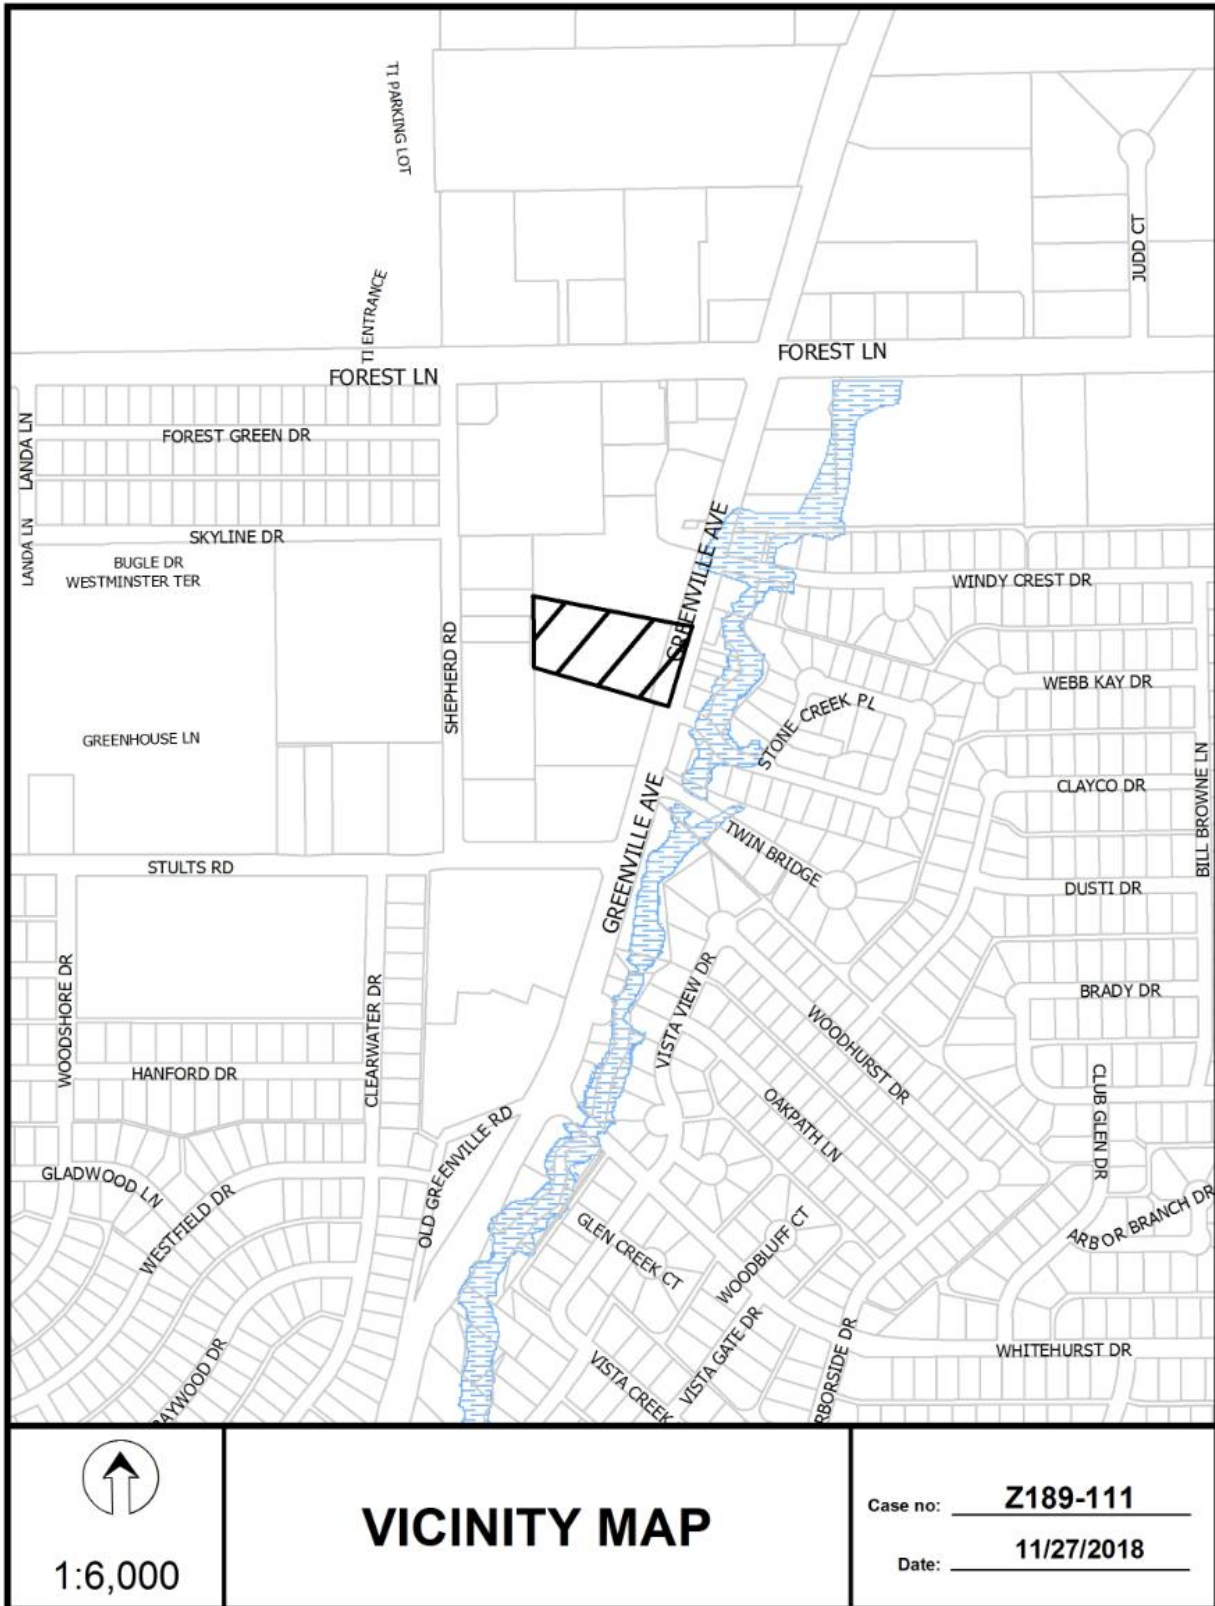 TI PARKING LOT
JUDD CT
TI ENTRANCE
FOREST LN
FOREST LN
LANDA LN
FOREST GREEN DR
GREENVILLE AVE
LANDA LN
SKYLINE DR
BUGLE DR
WESTMINSTER TER
WINDY CREST DR
SHEPHERD RD
WEBB KAY DR
STONE CREEK PL
GREENHOUSE LN
BILL BROWNE LN
CLAYCO DR
GREENVILLE AVE
TWIN BRIDGE
STULTS RD
DUSTI DR
WOODSHORE DR
CLEARWATER DR
VISTA VIEW DR
BRADY DR
WOODHURST DR
HANFORD DR
CLUB GLEN DR
OAKPATH LN
OLD GREENVILLE RD
GLADWOOD LN
WESTFIELD DR
ARBOR BRANCH DR
GLEN CREEK CT
WOODBLUFF CT
VISTA GATE DR
WHITEHURST DR
RBORSIDE DR
VISTA CREEK
AYWOOD DR
1:6,000
VICINITY MAP
Case no: Z189-111
Date: 11/27/2018